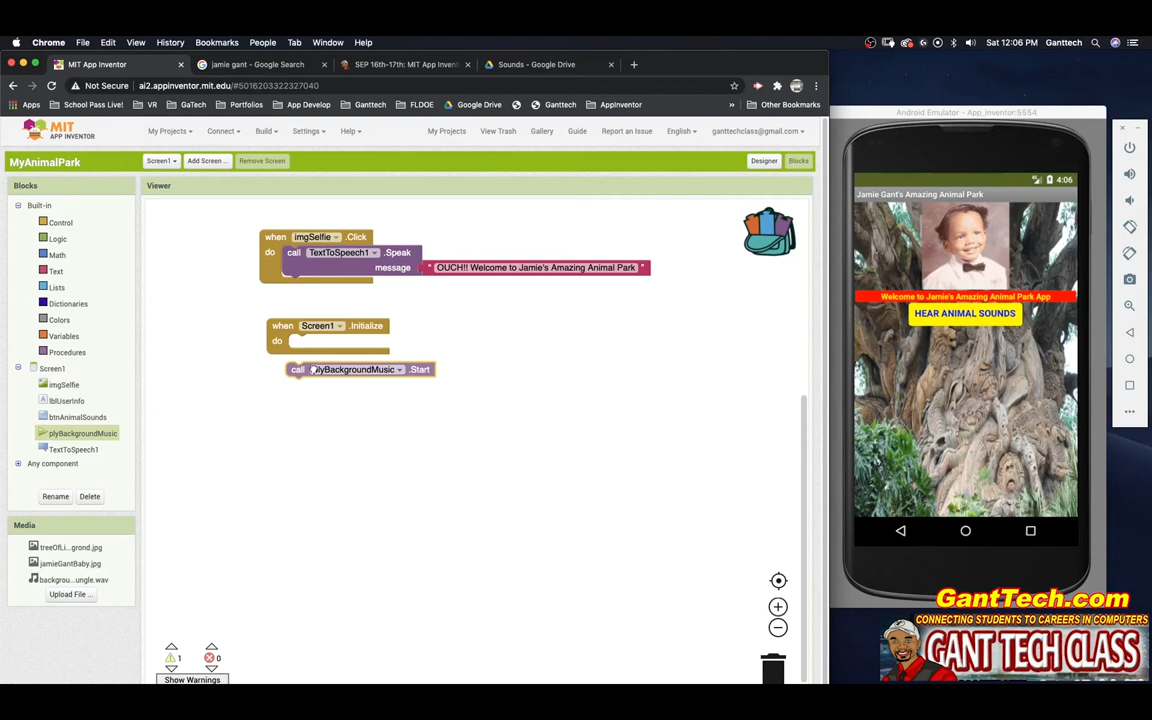 Chrome File Edit View History Bookmarks People Tab Window Help
Sat 12:06 PM Ganttech
MIT App Inventor
jamie gant - Google Search
SEP 16th-17th: MIT App Inven
Sounds - Google Drive
Not Secure ai2.appinventor.mit.edu/#5016203322327040
Apps School Pass Live! VR GaTech Portfolios App Develop Ganttech FLDOE Google Drive Ganttech AppInventor » Other Bookmarks
Android Emulator - App_Inventor:5554
MIT
APP INVENTOR
My Projects Connect Build Settings Help My Projects View Trash Gallery Guide Report an Issue English ganttechclass@gmail.com
MyAnimalPark
Screen1 Add Screen ... Remove Screen Designer Blocks
Blocks
Viewer
Built-in
Control
Logic
Math
Text
Lists
Dictionaries
Colors
Variables
Procedures
Screen1
imgSelfie
lblUserInfo
btnAnimalSounds
plyBackgroundMusic
TextToSpeech1
Any component
Rename Delete
Media
treeOfLi...grond.jpg
jamieGantBaby.jpg
backgrou...ungle.wav
Upload File ...
when imgSelfie .Click
do call TextToSpeech1 .Speak
message " OUCH!! Welcome to Jamie's Amazing Animal Park "
when Screen1 .Initialize
do
call plyBackgroundMusic .Start
1 0
Show Warnings
4:06
Jamie Gant's Amazing Animal Park
Welcome to Jamie's Amazing Animal Park App
HEAR ANIMAL SOUNDS
GantTech.com
CONNECTING STUDENTS TO CAREERS IN COMPUTERS
GANT TECH CLASS